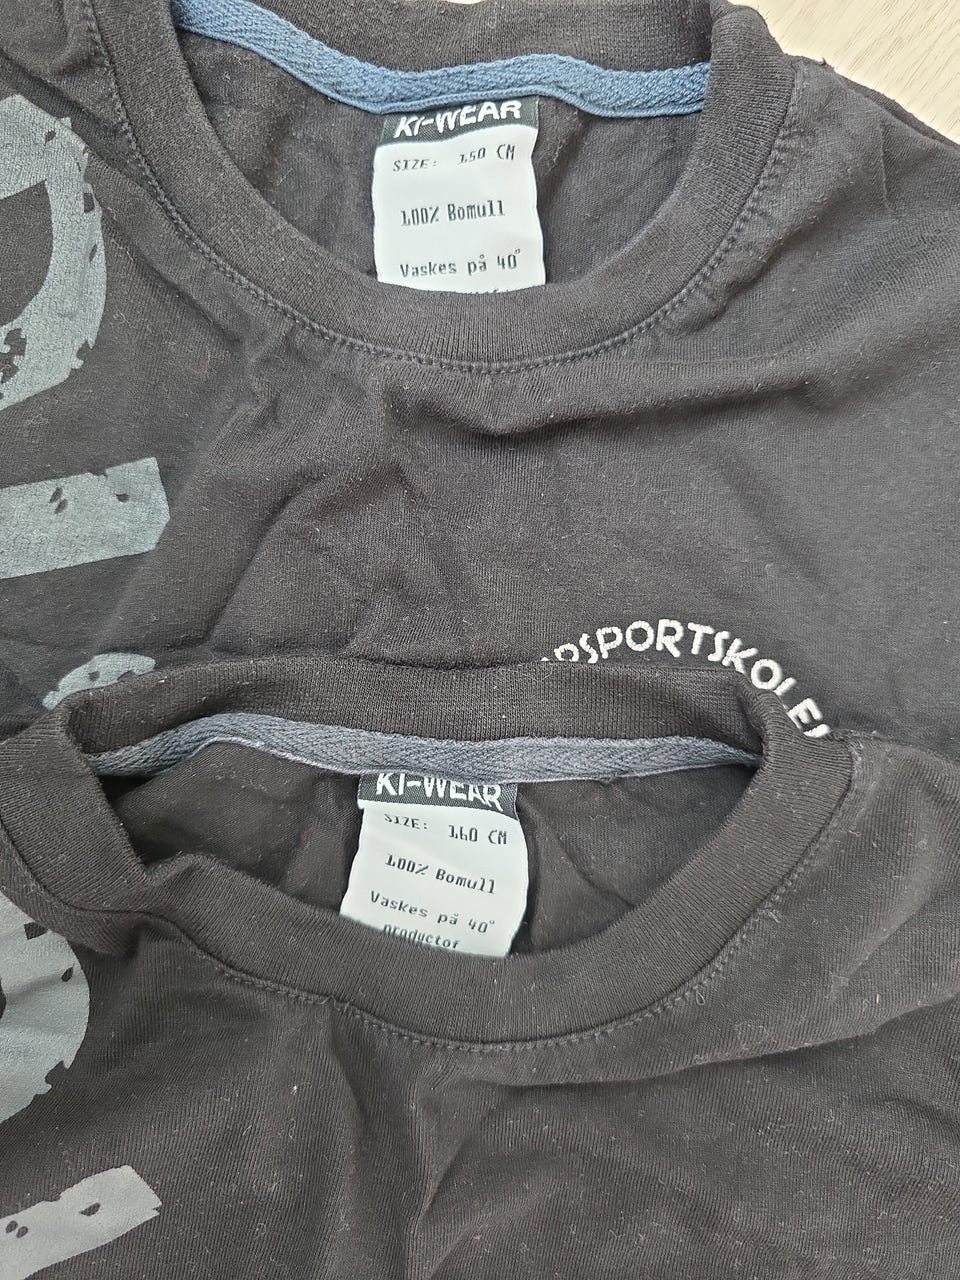 KI-WEAR
SIZE: 150 CM
100% Bomull
Vaskes på 40°
KI-WEAR
SIZE: 160 CM
100% Bomull
Vaskes på 40°
productof